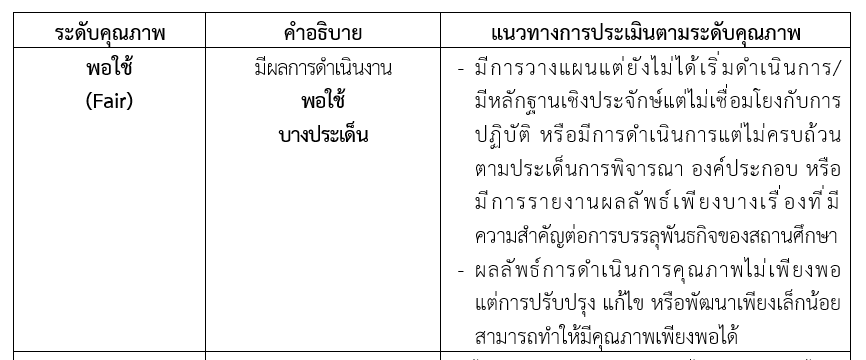 ระดับคุณภาพ
คำอธิบาย
แนวทางการประเมินตามระดับคุณภาพ
พอใช้
(Fair)
มีผลการดำเนินงาน
พอใช้
บางประเด็น
- มีการวางแผนแต่ยังไม่ได้เริ่มดำเนินการ/
มีหลักฐานเชิงประจักษ์แต่ไม่เชื่อมโยงกับการ
ปฏิบัติ หรือมีการดำเนินการแต่ไม่ครบถ้วน
ตามประเด็นการพิจารณา องค์ประกอบ หรือ
มีการรายงานผลลัพธ์เพียงบางเรื่องที่มี
ความสำคัญต่อการบรรลุพันธกิจของสถานศึกษา
- ผลลัพธ์การดำเนินการคุณภาพไม่เพียงพอ
แต่การปรับปรุง แก้ไข หรือพัฒนาเพียงเล็กน้อย
สามารถทำให้มีคุณภาพเพียงพอได้